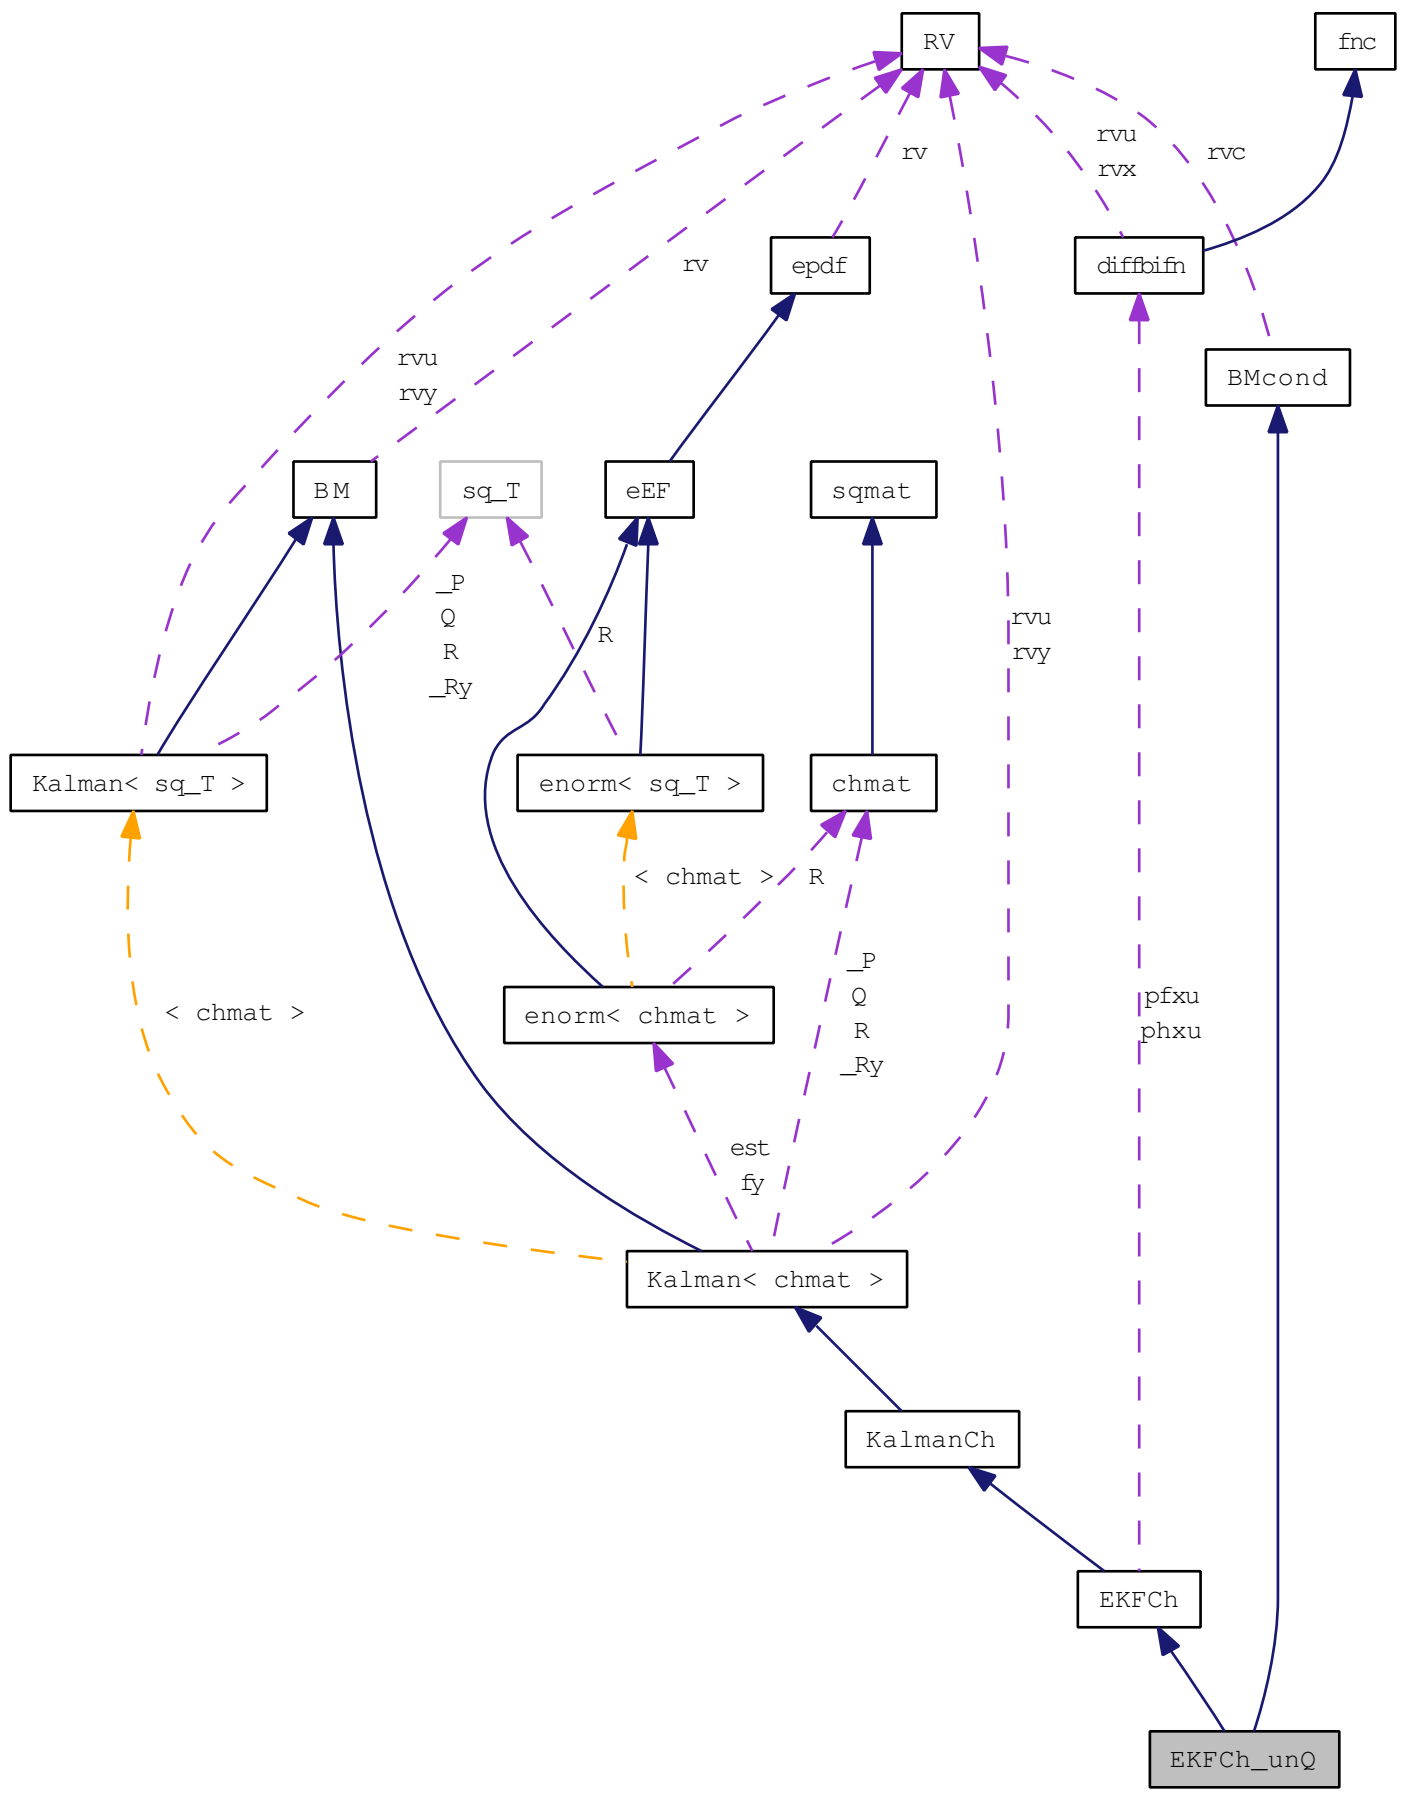 RV
fnc
rvu
rvx
rvc
rv
epdf
diffbifn
rv
rvu
rvy
BMcond
BM
sq_T
eEF
sqmat
_P
Q
R
_Ry
R
rvu
rvy
Kalman< sq_T >
enorm< sq_T >
chmat
< chmat >
R
_P
Q
R
_Ry
pfxu
phxu
< chmat >
enorm< chmat >
est
fy
Kalman< chmat >
KalmanCh
EKFCh
EKFCh_unQ